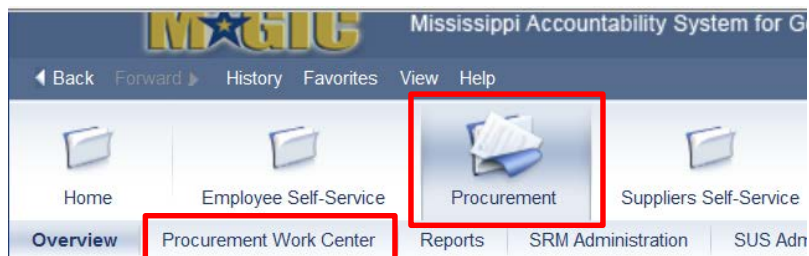 MAGIC Mississippi Accountability System for G
Back Forward History Favorites View Help
Home Employee Self-Service Procurement Suppliers Self-Service
Overview Procurement Work Center Reports SRM Administration SUS Adm